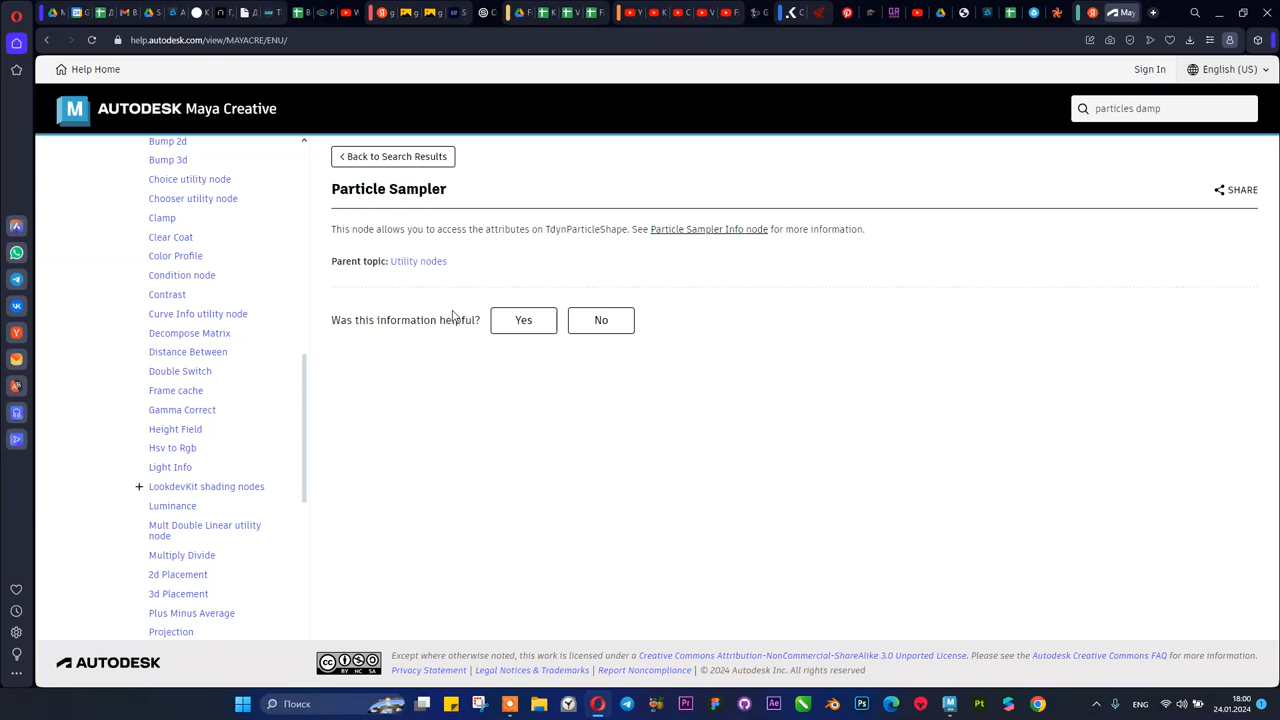 May
help.autodesk.com/view/MAYACRE/ENU/
Help Home
Sign In
English (US)
M AUTODESK Maya Creative
particles damp
Bump 2d
Bump 3d
Choice utility node
Chooser utility node
Clamp
Clear Coat
Color Profile
Condition node
Contrast
Curve Info utility node
Decompose Matrix
Distance Between
Double Switch
Frame cache
Gamma Correct
Height Field
Hsv to Rgb
Light Info
+ LookdevKit shading nodes
Luminance
Mult Double Linear utility
node
Multiply Divide
2d Placement
3d Placement
Plus Minus Average
Projection
< Back to Search Results
Particle Sampler
SHARE
This node allows you to access the attributes on TdynParticleShape. See Particle Sampler Info node for more information.
Parent topic: Utility nodes
Was this information helpful?
Yes
No
AUTODESK
Except where otherwise noted, this work is licensed under a Creative Commons Attribution-NonCommercial-ShareAlike 3.0 Unported License. Please see the Autodesk Creative Commons FAQ for more information.
Privacy Statement | Legal Notices & Trademarks | Report Noncompliance | © 2024 Autodesk Inc. All rights reserved
Поиск
ENG
18:00
24.01.2024